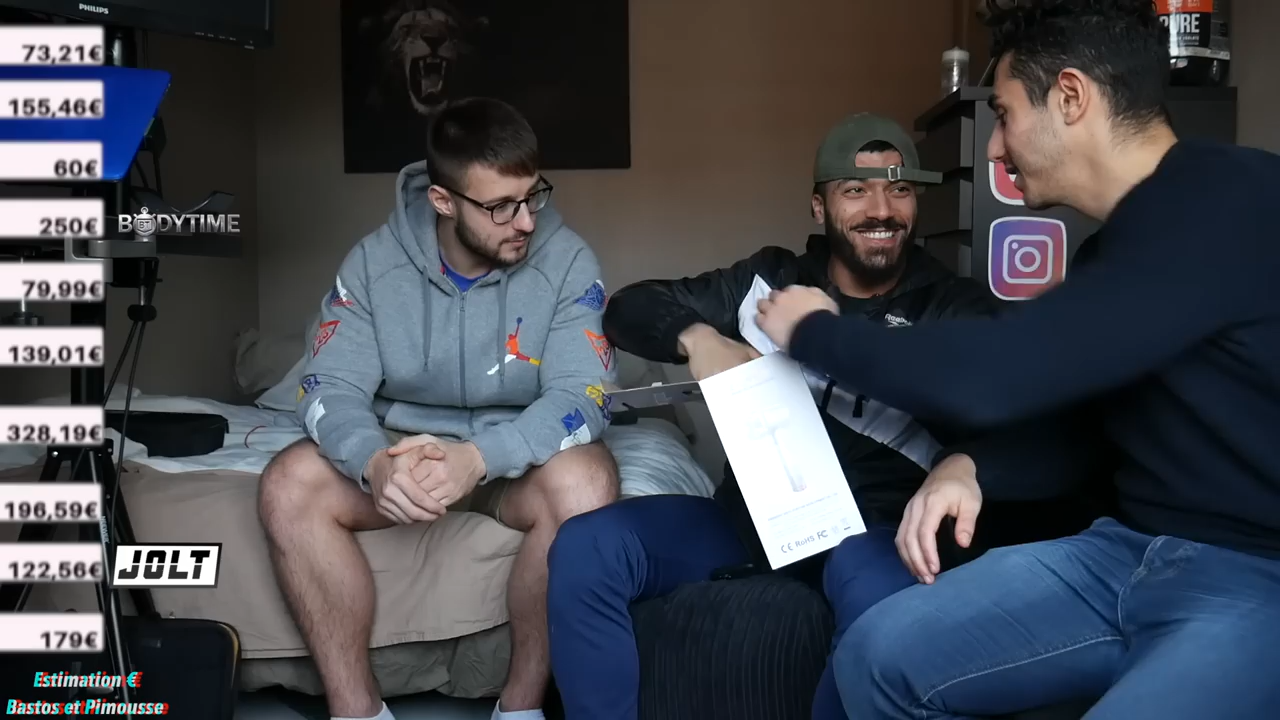 PHILIPS
73,21€
155,46€
60€
250€
BODYTIME
79,99€
139,01€
328,19€
196,59€
122,56€
JOLT
179€
Estimation €
Bastos et Pimousse
PURE
Reebok
CE RoHS FC